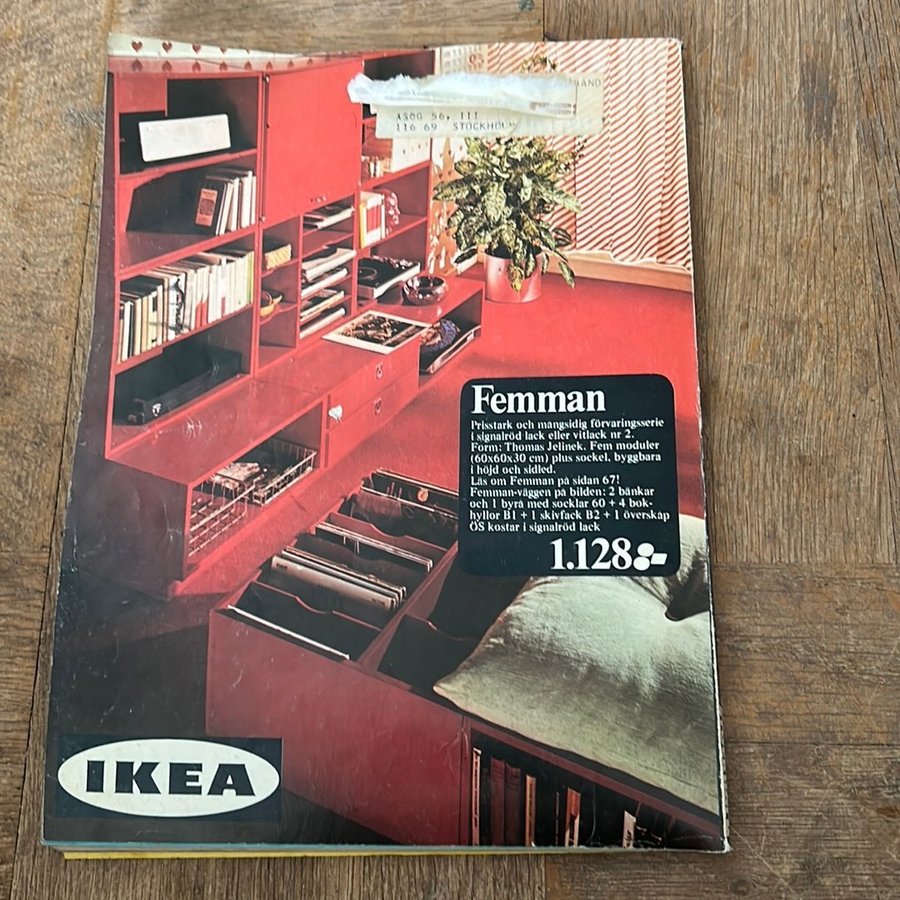 BAND
ÅSÖG 56, III
116 69 STOCKHOLM
Femman
Prisstark och mångsidig förvaringsserie
i signalröd lack eller vitlack nr 2.
Form: Thomas Jelinek. Fem moduler
(60x60x30 cm) plus sockel, byggbara
i höjd och sidled.
Läs om Femman på sidan 67!
Femman-väggen på bilden: 2 bänkar
och 1 byrå med socklar 60 + 4 bok-
hyllor B1 + 1 skivfack B2 + 1 överskåp
ÖS kostar i signalröd lack
1.128:-
IKEA